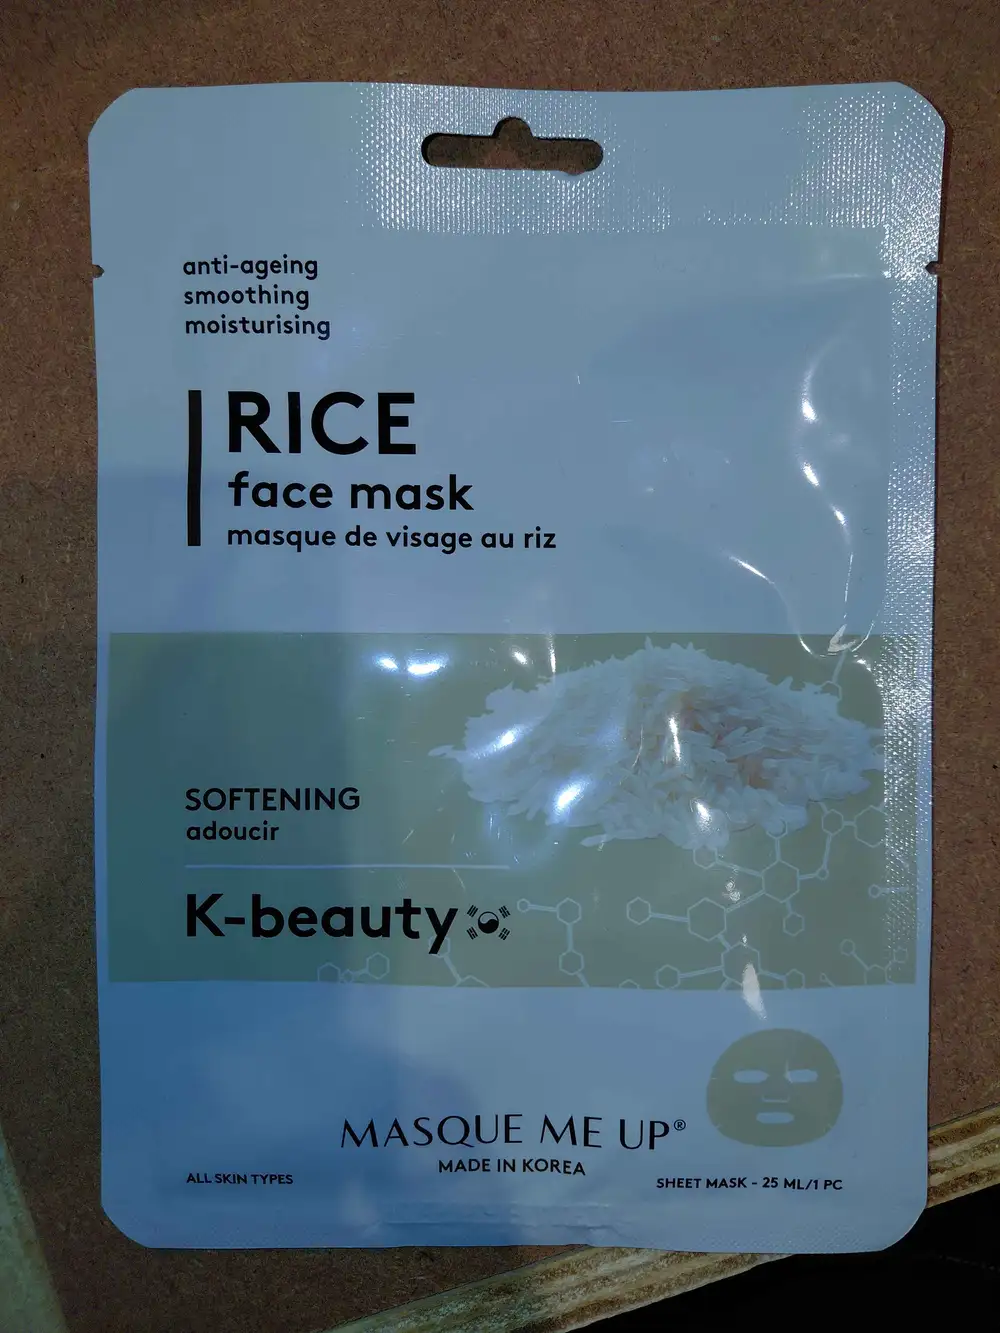 anti-ageing
smoothing
moisturising
RICE
face mask
masque de visage au riz
SOFTENING
adoucir
K-beauty
MASQUE ME UP®
MADE IN KOREA
ALL SKIN TYPES
SHEET MASK - 25 ML/1 PC